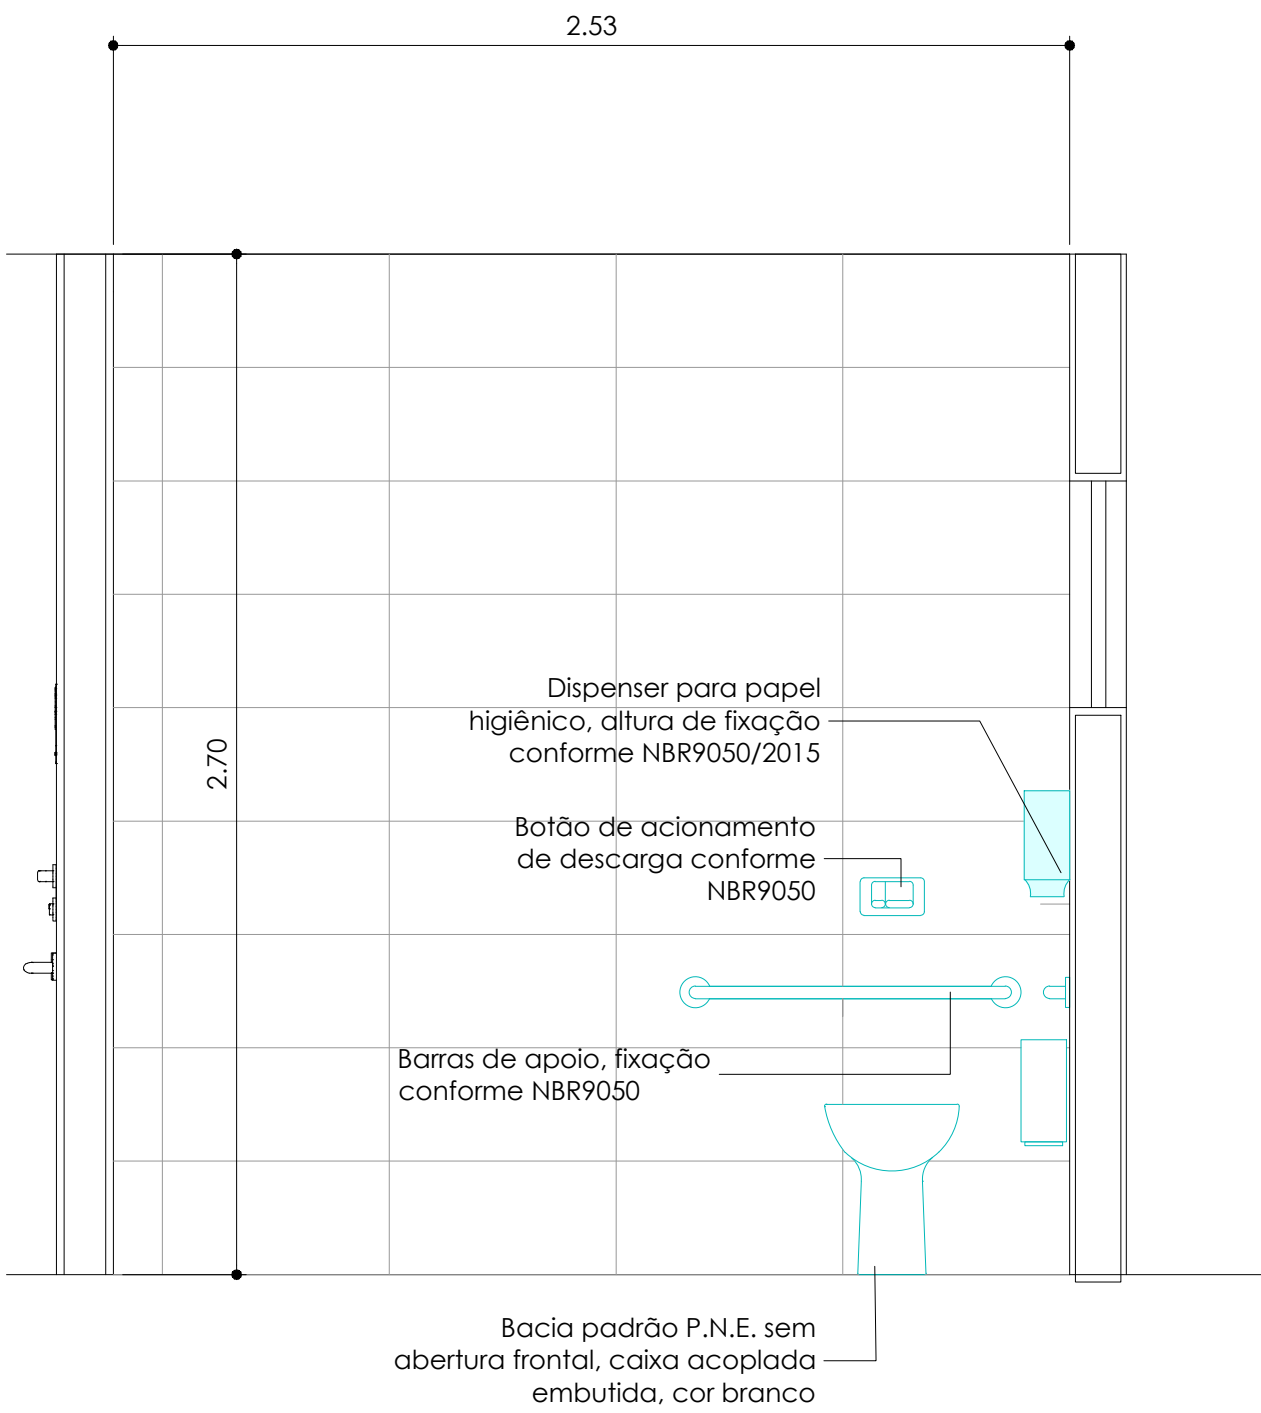 2.53
Dispenser para papel
higiênico, altura de fixação
conforme NBR9050/2015
2.70
Botão de acionamento
de descarga conforme
NBR9050
Barras de apoio, fixação
conforme NBR9050
Bacia padrão P.N.E. sem
abertura frontal, caixa acoplada
embutida, cor branco